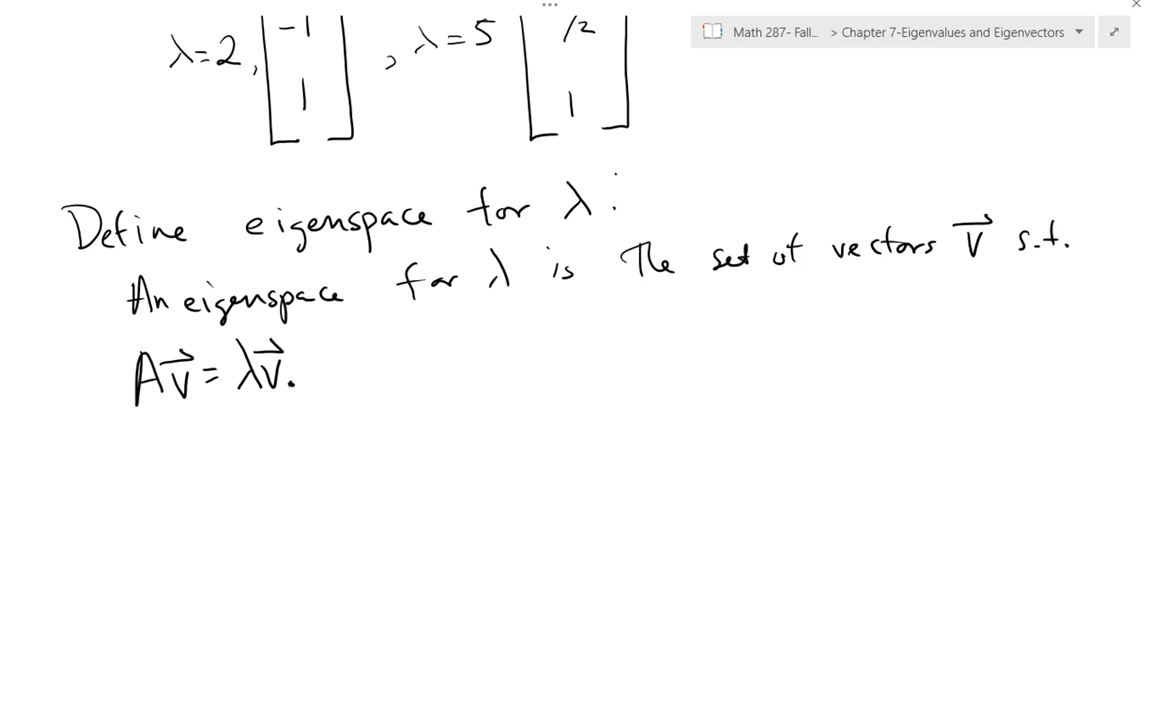 Math 287- Fall... > Chapter 7-Eigenvalues and Eigenvectors
λ=2, [-1 1] , λ=5 [/2 1]
Define eigenspace for λ:
An eigenspace for λ is the set of vectors v⃗ s.t.
Av⃗ = λv⃗.